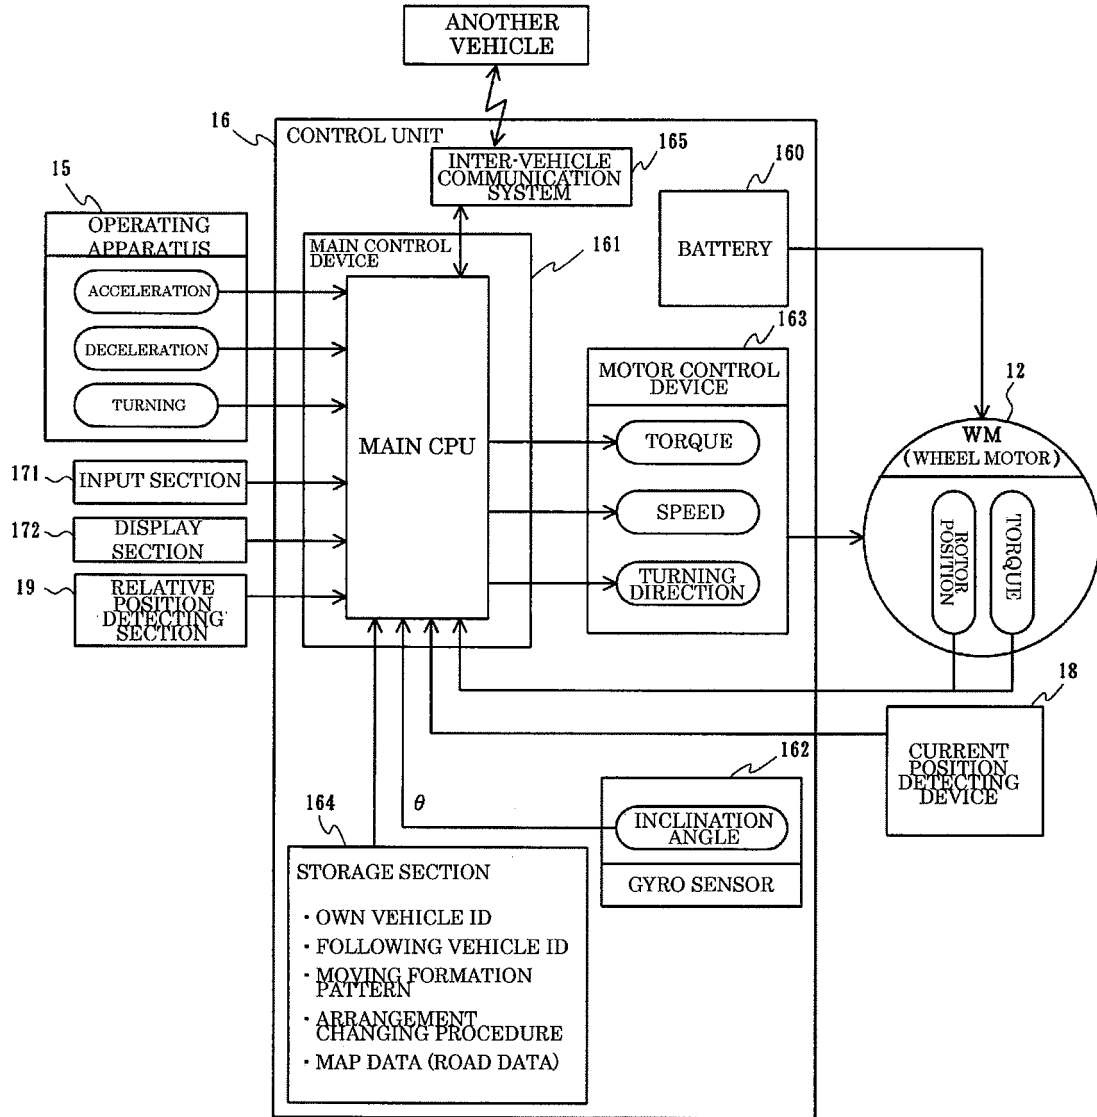 ANOTHER
VEHICLE
16
CONTROL UNIT
INTER-VEHICLE
COMMUNICATION
SYSTEM
165
15
OPERATING
APPARATUS
ACCELERATION
DECELERATION
TURNING
MAIN CONTROL
DEVICE
161
MAIN CPU
160
BATTERY
163
MOTOR CONTROL
DEVICE
TORQUE
SPEED
TURNING
DIRECTION
12
WM
(WHEEL MOTOR)
ROTOR
POSITION
TORQUE
171
INPUT SECTION
172
DISPLAY
SECTION
19
RELATIVE
POSITION
DETECTING
SECTION
18
CURRENT
POSITION
DETECTING
DEVICE
162
INCLINATION
ANGLE
GYRO SENSOR
θ
164
STORAGE SECTION
· OWN VEHICLE ID
· FOLLOWING VEHICLE ID
· MOVING FORMATION
PATTERN
· ARRANGEMENT
CHANGING PROCEDURE
· MAP DATA (ROAD DATA)